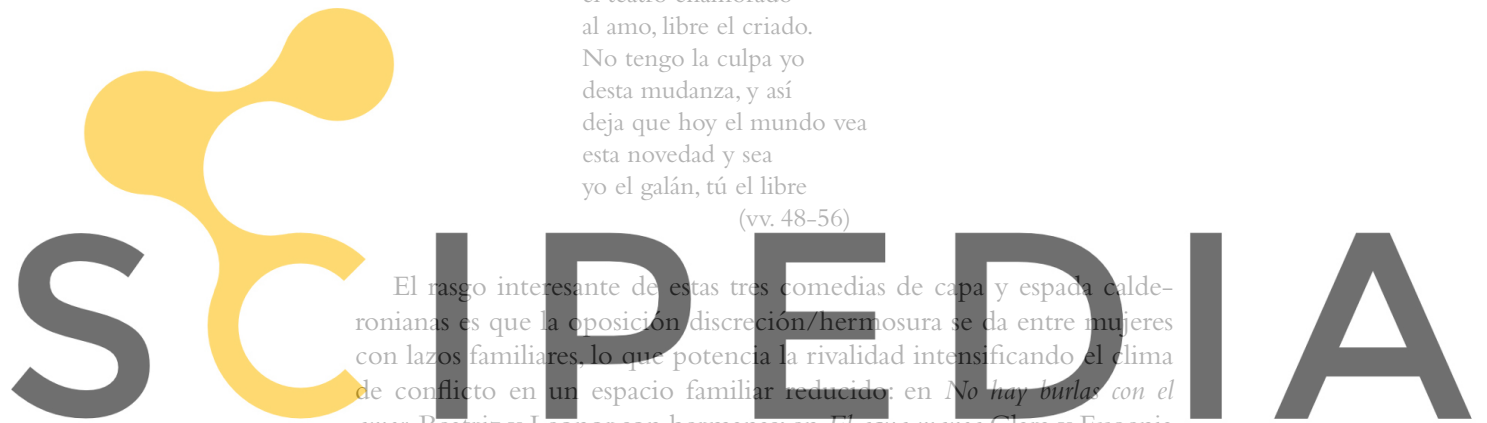 al amo, libre el criado.
No tengo la culpa yo
desta mudanza, y así
deja que hoy el mundo vea
esta novedad y sea
yo el galán, tú el libre
(vv. 48-56)
SCIPEDIA
El rasgo interesante de estas tres comedias de capa y espada calde-
ronianas es que la oposición discreción/hermosura se da entre mujeres
con lazos familiares, lo que potencia la rivalidad intensificando el clima
de conflicto en un espacio familiar reducido: en No hay burlas con el